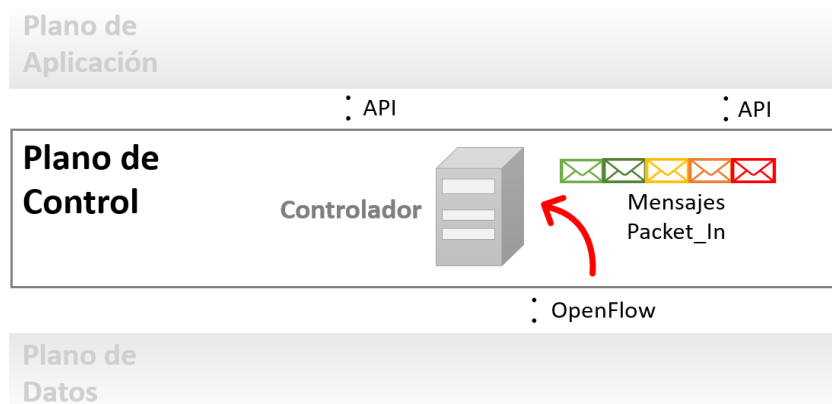 Plano de
Aplicación
API
API
Plano de
Control
Controlador
Mensajes
Packet_In
OpenFlow
Plano de
Datos